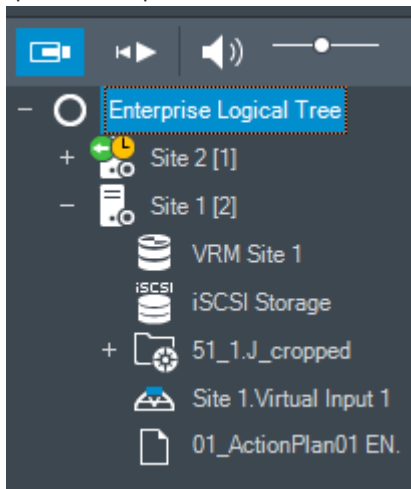 Enterprise Logical Tree
Site 2 [1]
Site 1 [2]
VRM Site 1
iSCSI
iSCSI Storage
51_1.J_cropped
Site 1.Virtual Input 1
01_ActionPlan01 EN.